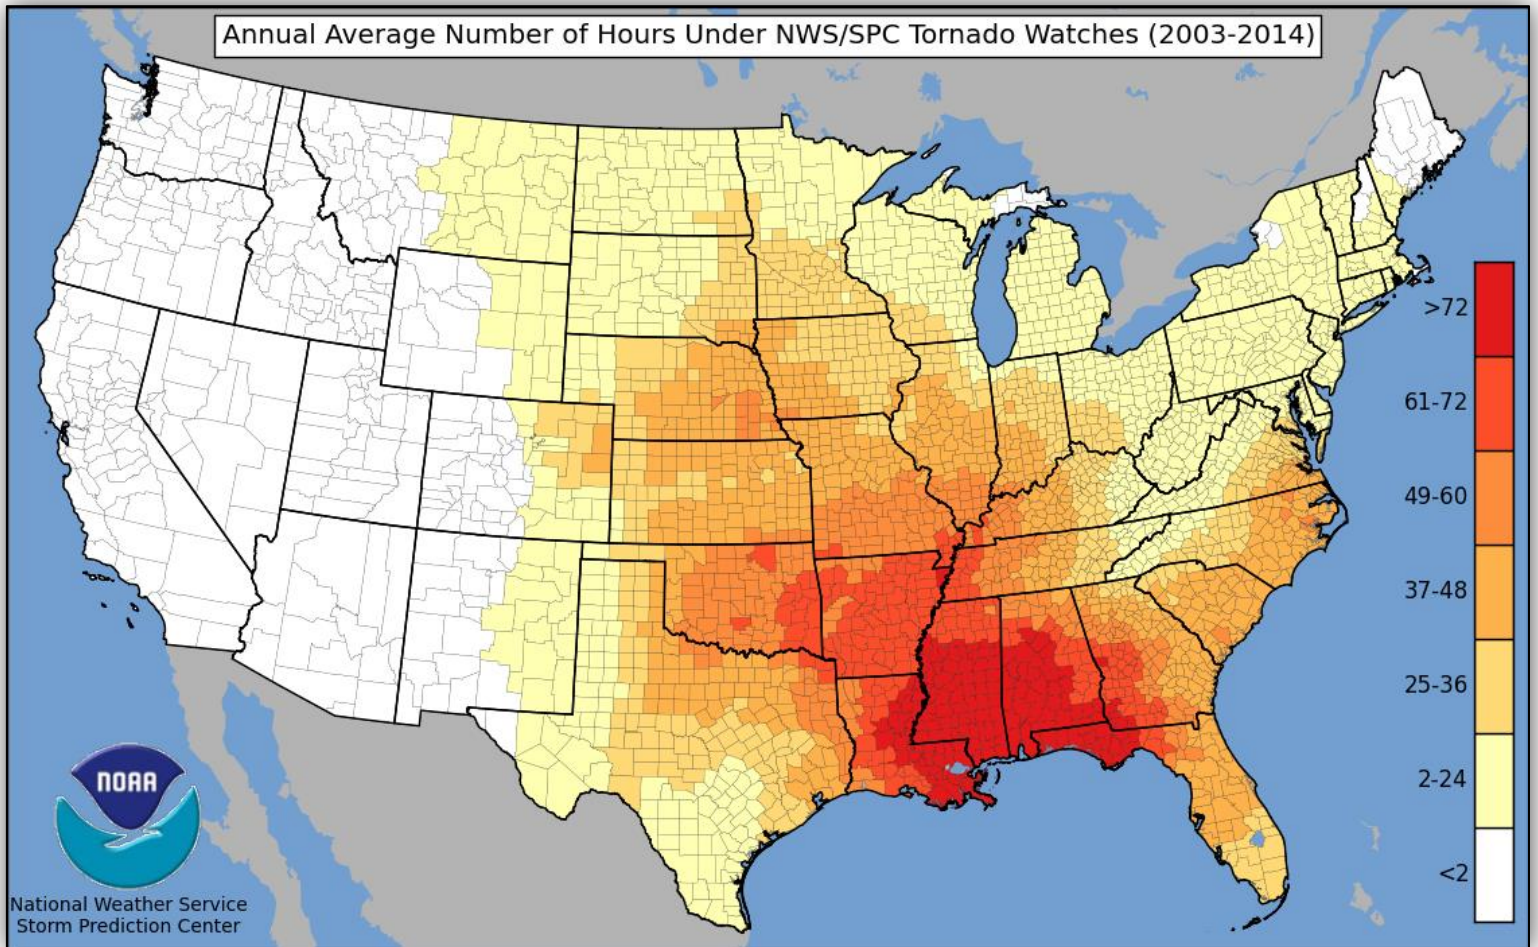 Annual Average Number of Hours Under NWS/SPC Tornado Watches (2003-2014)
>72
61-72
49-60
37-48
25-36
2-24
<2
NOAA
National Weather Service
Storm Prediction Center